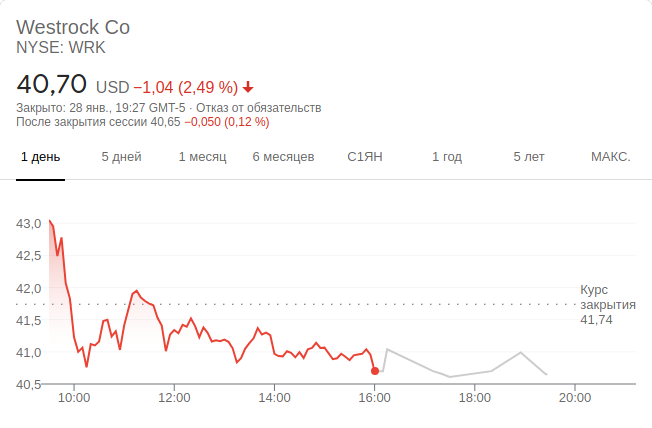 Westrock Co
NYSE: WRK
40,70 USD −1,04 (2,49 %)
Закрыто: 28 янв., 19:27 GMT-5 · Отказ от обязательств
После закрытия сессии 40,65 −0,050 (0,12 %)
1 день 5 дней 1 месяц 6 месяцев С1ЯН 1 год 5 лет МАКС.
43,0
42,5
42,0
41,5
41,0
40,5
Курс
закрытия
41,74
10:00 12:00 14:00 16:00 18:00 20:00